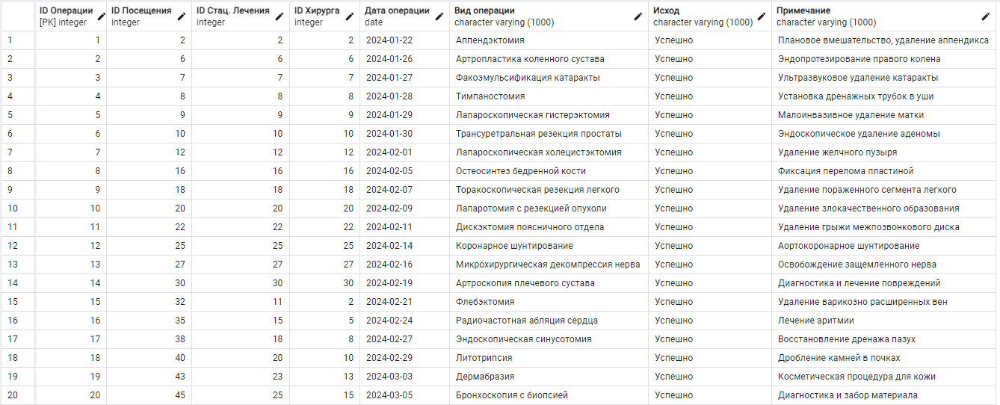 ID Операции ID Посещения ID Стац. Лечения ID Хирурга Дата операции Вид операции Исход Примечание
[PK] integer integer integer integer date character varying (1000) character varying (1000) character varying (1000)
1 1 2 2 2 2024-01-22 Аппендэктомия Успешно Плановое вмешательство, удаление аппендикса
2 2 6 6 6 2024-01-26 Артропластика коленного сустава Успешно Эндопротезирование правого колена
3 3 7 7 7 2024-01-27 Факоэмульсификация катаракты Успешно Ультразвуковое удаление катаракты
4 4 8 8 8 2024-01-28 Тимпаностомия Успешно Установка дренажных трубок в уши
5 5 9 9 9 2024-01-29 Лапароскопическая гистерэктомия Успешно Малоинвазивное удаление матки
6 6 10 10 10 2024-01-30 Трансуретральная резекция простаты Успешно Эндоскопическое удаление аденомы
7 7 12 12 12 2024-02-01 Лапароскопическая холецистэктомия Успешно Удаление желчного пузыря
8 8 16 16 16 2024-02-05 Остеосинтез бедренной кости Успешно Фиксация перелома пластиной
9 9 18 18 18 2024-02-07 Торакоскопическая резекция легкого Успешно Удаление пораженного сегмента легкого
10 10 20 20 20 2024-02-09 Лапаротомия с резекцией опухоли Успешно Удаление злокачественного образования
11 11 22 22 22 2024-02-11 Дискэктомия поясничного отдела Успешно Удаление грыжи межпозвонкового диска
12 12 25 25 25 2024-02-14 Коронарное шунтирование Успешно Аортокоронарное шунтирование
13 13 27 27 27 2024-02-16 Микрохирургическая декомпрессия нерва Успешно Освобождение защемленного нерва
14 14 30 30 30 2024-02-19 Артроскопия плечевого сустава Успешно Диагностика и лечение повреждений
15 15 32 11 2 2024-02-21 Флебэктомия Успешно Удаление варикозно расширенных вен
16 16 35 15 5 2024-02-24 Радиочастотная абляция сердца Успешно Лечение аритмии
17 17 38 18 8 2024-02-27 Эндоскопическая синусотомия Успешно Восстановление дренажа пазух
18 18 40 20 10 2024-02-29 Литотрипсия Успешно Дробление камней в почках
19 19 43 23 13 2024-03-03 Дермабразия Успешно Косметическая процедура для кожи
20 20 45 25 15 2024-03-05 Бронхоскопия с биопсией Успешно Диагностика и забор материала